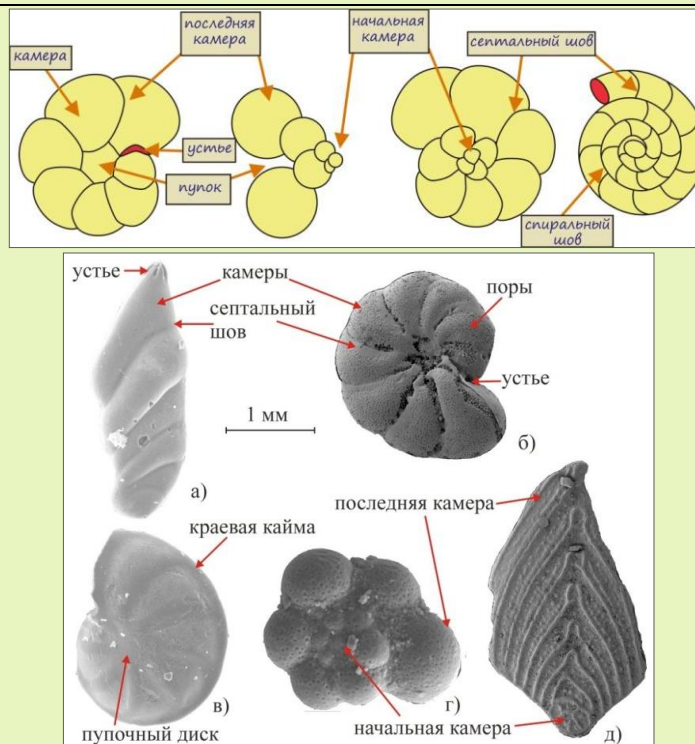 последняя
камера
начальная
камера
септальный шов
камера
устье
пупок
спиральный
шов
устье
камеры
септальный
шов
поры
устье
1 мм
а)
б)
краевая кайма
последняя камера
в)
г)
пупочный диск
начальная камера
д)